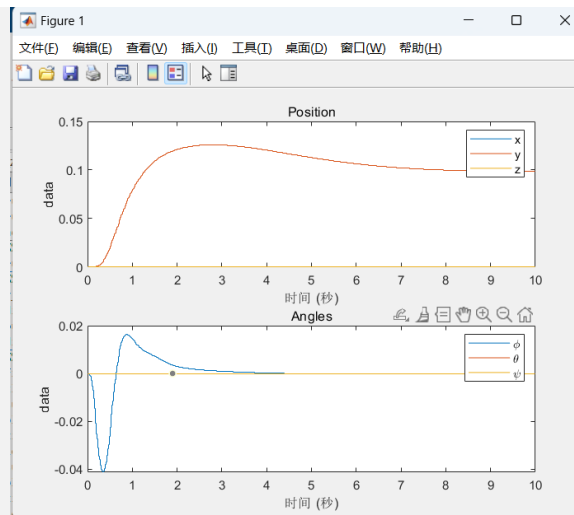 Figure 1
文件(F) 编辑(E) 查看(V) 插入(I) 工具(T) 桌面(D) 窗口(W) 帮助(H)
Position
0.15
0.1
0.05
0
data
x
y
z
0 1 2 3 4 5 6 7 8 9 10
时间 (秒)
Angles
0.02
0
-0.02
-0.04
data
ϕ
θ
ψ
0 1 2 3 4 5 6 7 8 9 10
时间 (秒)